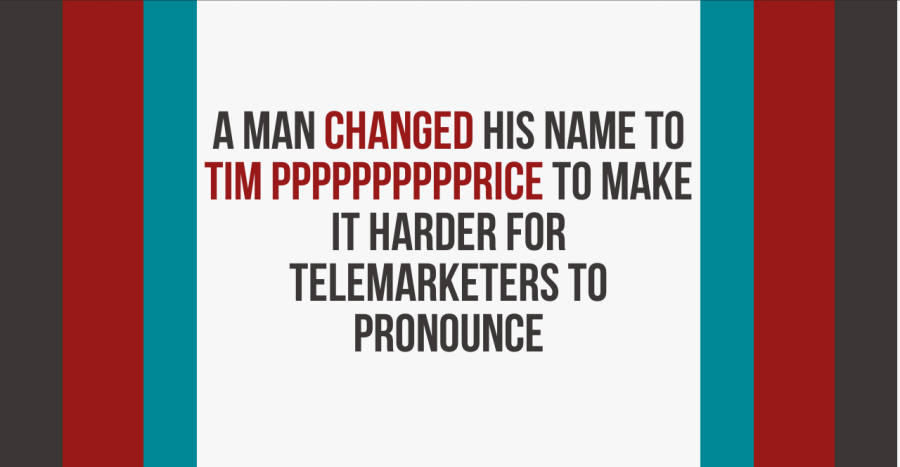 A MAN CHANGED HIS NAME TO
TIM PPPPPPPPPPRICE TO MAKE
IT HARDER FOR
TELEMARKETERS TO
PRONOUNCE